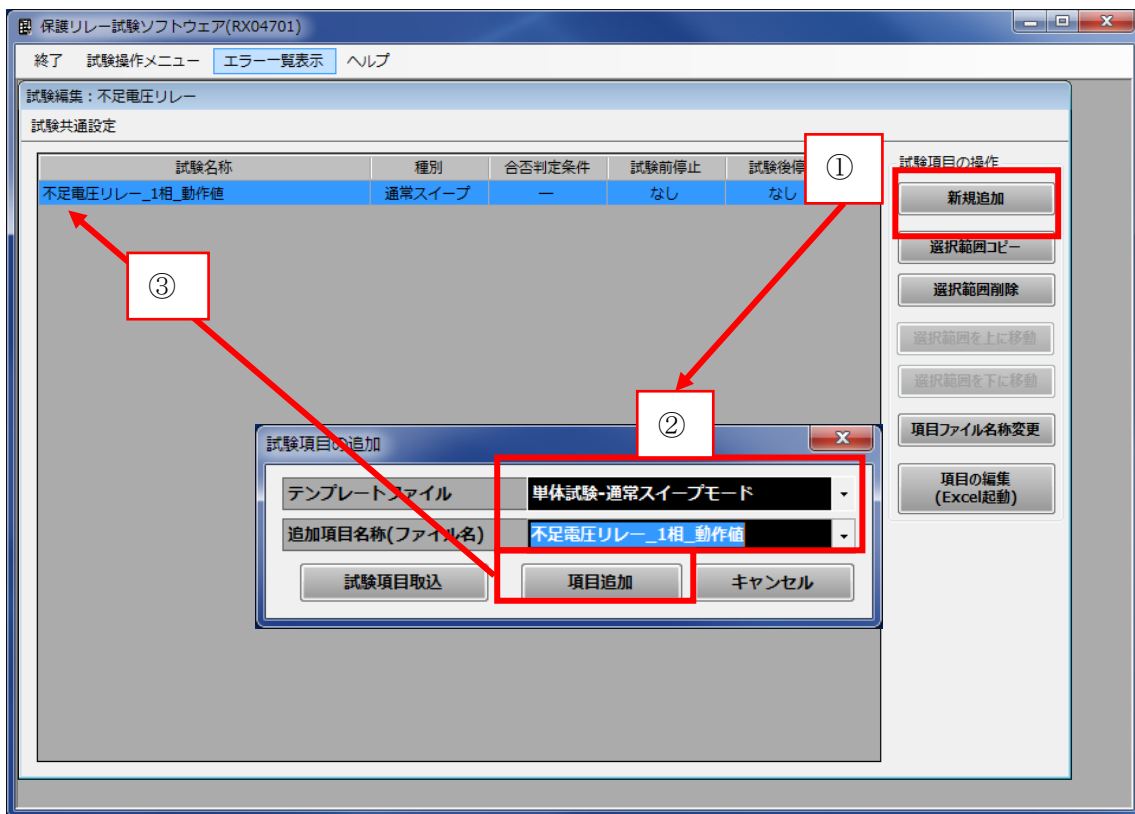 保護リレー試験ソフトウェア(RX04701)
終了 試験操作メニュー エラー一覧表示 ヘルプ
試験編集：不足電圧リレー
試験共通設定
試験名称 種別 合否判定条件 試験前停止 試験後停
不足電圧リレー_1相_動作値 通常スイープ ― なし なし
①
試験項目の操作
新規追加
選択範囲コピー
選択範囲削除
選択範囲を上に移動
選択範囲を下に移動
項目ファイル名称変更
項目の編集
(Excel起動)
③
②
試験項目の追加
テンプレートファイル 単体試験-通常スイープモード
追加項目名称(ファイル名) 不足電圧リレー_1相_動作値
試験項目取込 項目追加 キャンセル